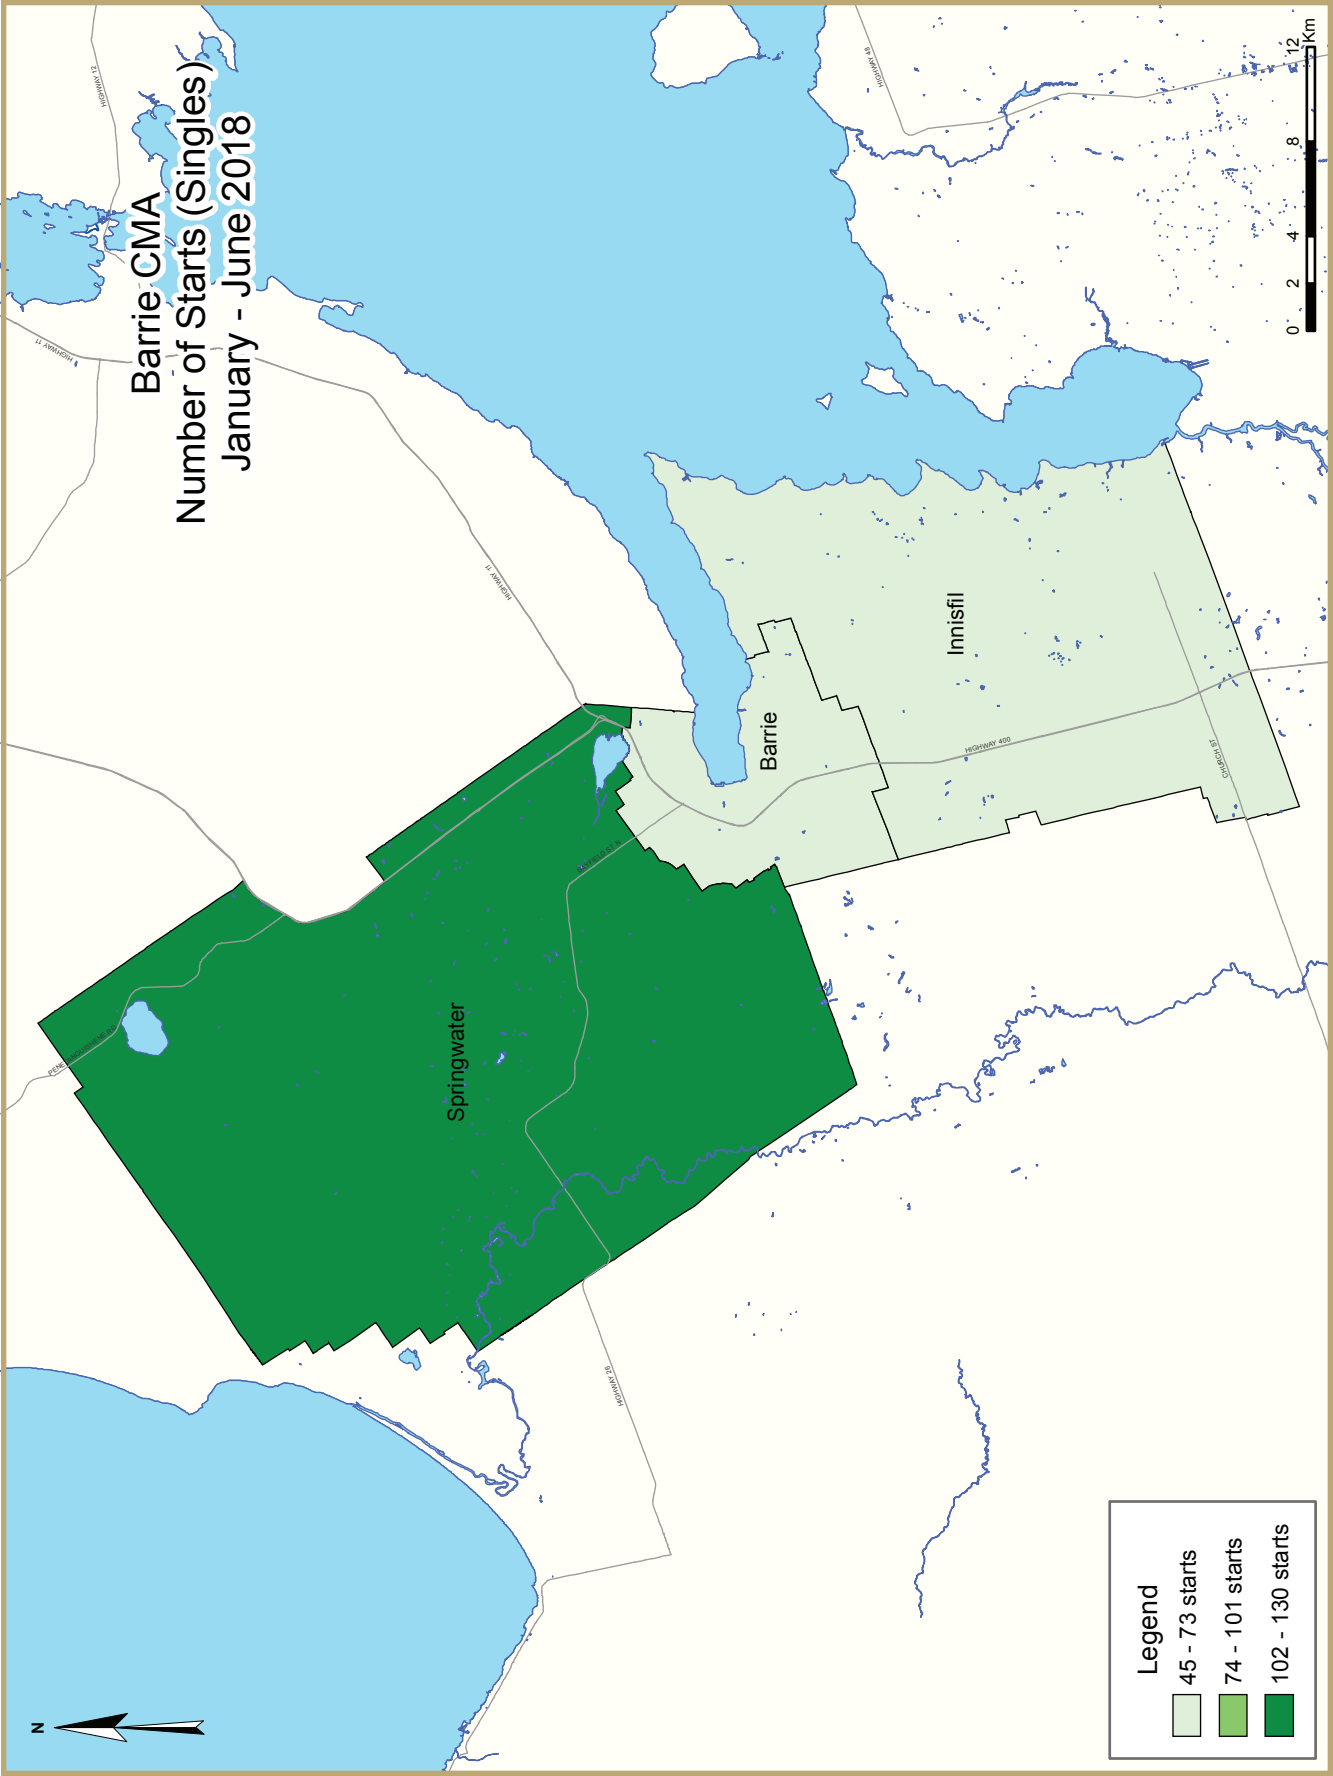 Barrie CMA
Number of Starts (Singles)
January - June 2018
N
HIGHWAY 12
HIGHWAY 11
HIGHWAY 48
HIGHWAY 11
Springwater
Barrie
Innisfil
HIGHWAY 400
CHURCH ST
HIGHWAY 26
Legend
45 - 73 starts
74 - 101 starts
102 - 130 starts
0 2 4 8 12
Km